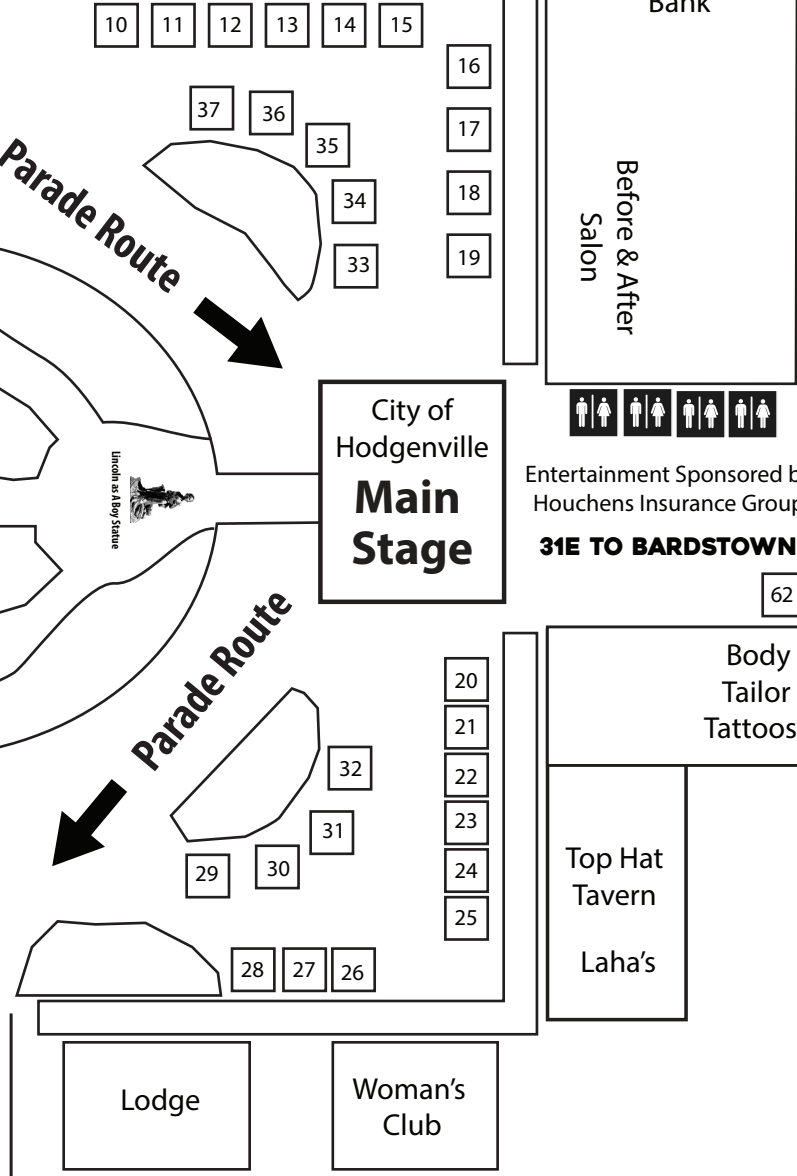 Bank
10 11 12 13 14 15
16
37 36
17
35
18
34
19
33
Parade Route
Before & After
Salon
City of
Hodgenville
Main
Stage
Lincoln as A Boy Statue
Entertainment Sponsored b
Houchens Insurance Group
31E TO BARDSTOWN
62
Parade Route
Body
Tailor
Tattoos
20
21
32
22
31
23
30
29
24
25
28 27 26
Top Hat
Tavern
Laha's
Lodge
Woman's
Club